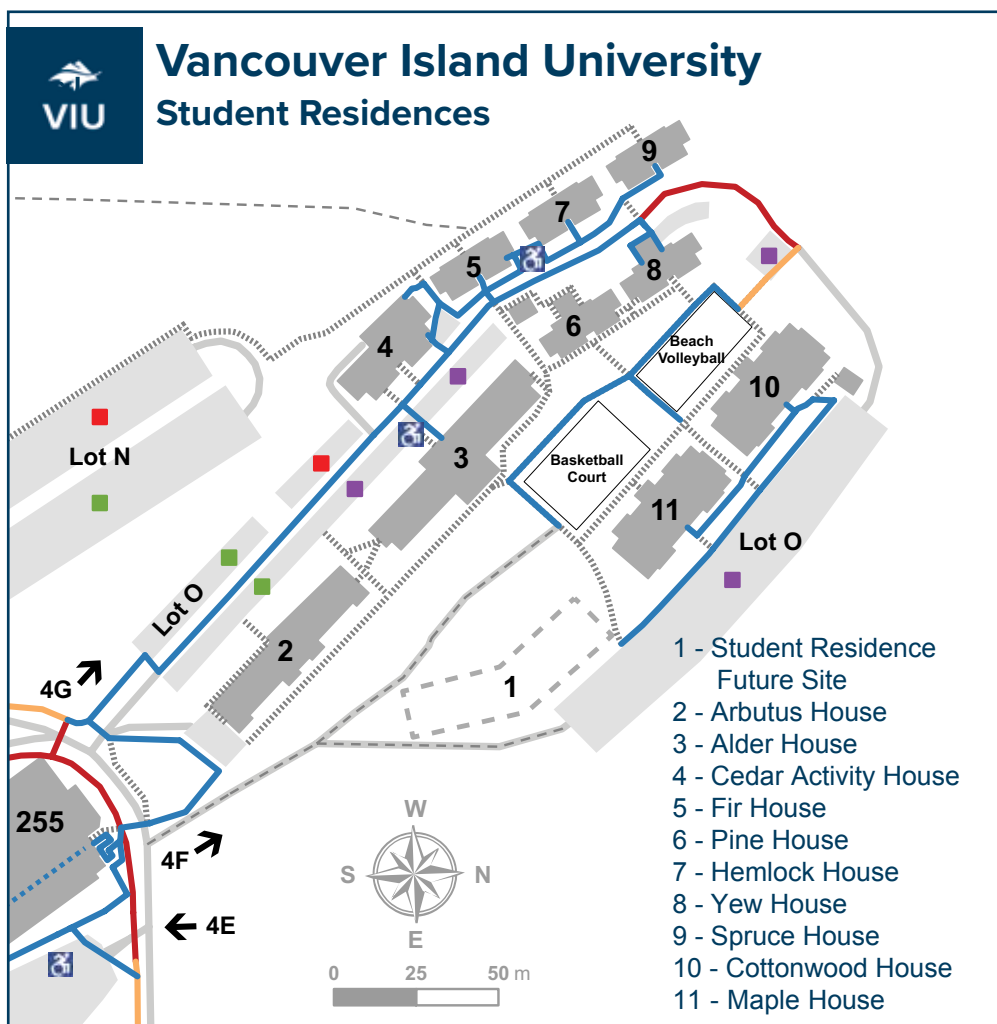 VIU
Vancouver Island University
Student Residences
9
7
5
8
6
4
Beach
Volleyball
10
3
Lot N
Basketball
Court
11
Lot O
Lot O
2
1
4G
255
4F
4E
W
S
N
E
0
25
50 m
1 - Student Residence
Future Site
2 - Arbutus House
3 - Alder House
4 - Cedar Activity House
5 - Fir House
6 - Pine House
7 - Hemlock House
8 - Yew House
9 - Spruce House
10 - Cottonwood House
11 - Maple House